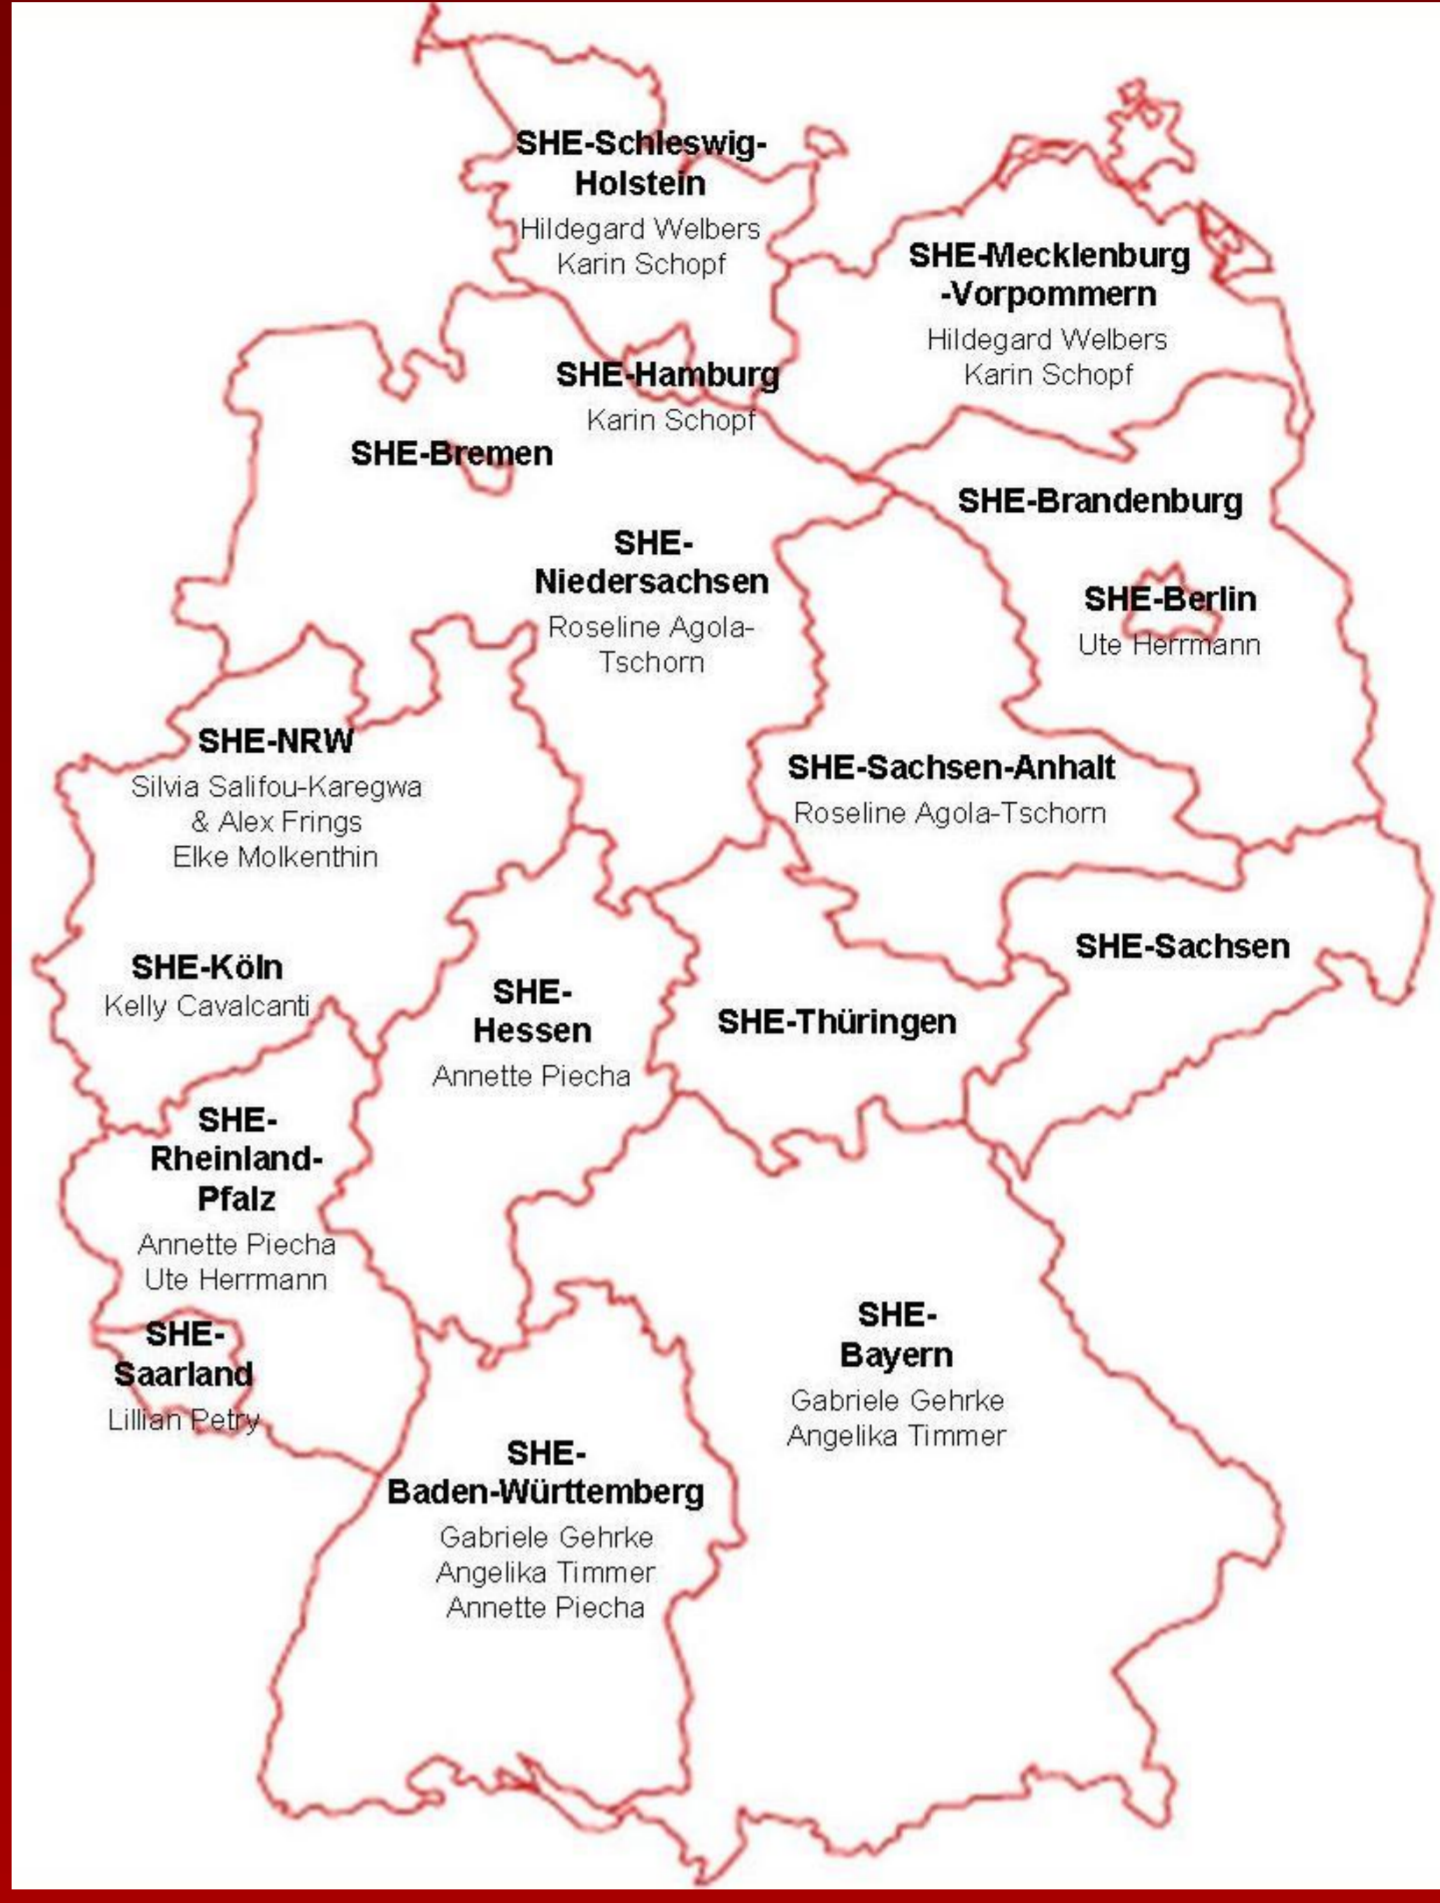 SHE-Schleswig-
Holstein
Hildegard Welbers
Karin Schopf
SHE-Mecklenburg
-Vorpommern
Hildegard Welbers
Karin Schopf
SHE-Hamburg
Karin Schopf
SHE-Bremen
SHE-Brandenburg
SHE-
Niedersachsen
Roseline Agola-
Tschorn
SHE-Berlin
Ute Herrmann
SHE-NRW
Silvia Salifou-Karegwa
& Alex Frings
Elke Molkenthin
SHE-Sachsen-Anhalt
Roseline Agola-Tschorn
SHE-Köln
Kelly Cavalcanti
SHE-
Hessen
Annette Piecha
SHE-Thüringen
SHE-Sachsen
SHE-
Rheinland-
Pfalz
Annette Piecha
Ute Herrmann
SHE-
Saarland
Lillian Petry
SHE-
Bayern
Gabriele Gehrke
Angelika Timmer
SHE-
Baden-Württemberg
Gabriele Gehrke
Angelika Timmer
Annette Piecha